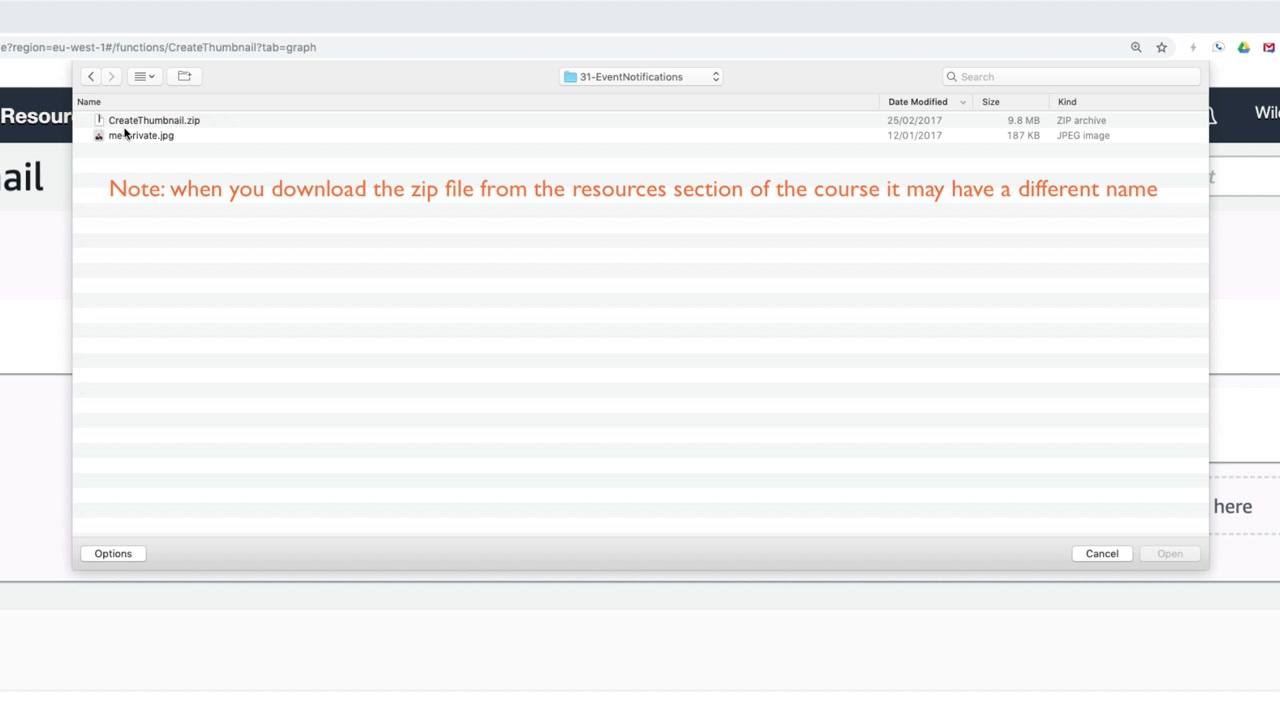 e?region=eu-west-1#/functions/CreateThumbnail?tab=graph
31-EventNotifications
Search
Name
Date Modified
Size
Kind
Resour
Wil
CreateThumbnail.zip
25/02/2017
9.8 MB
ZIP archive
me-private.jpg
12/01/2017
187 KB
JPEG image
ail
t
Note: when you download the zip file from the resources section of the course it may have a different name
here
Options
Cancel
Open